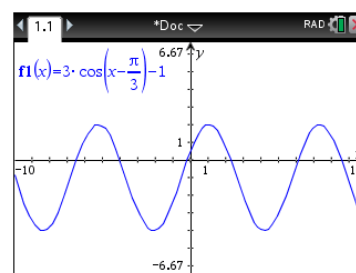 1.1 *Doc RAD
6.67 y
f1(x)=3·cos(x-π/3)-1
1
-10 1
-6.67